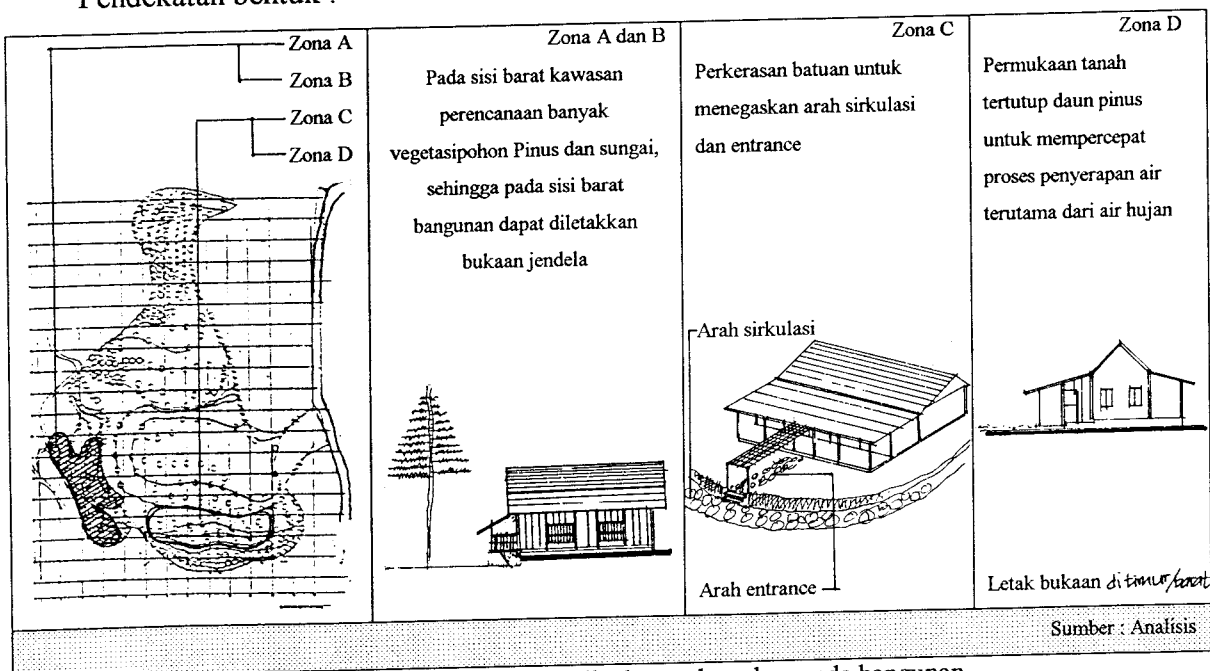 Pendekatan bentuk :
Zona A
Zona B
Zona C
Zona D
Zona A dan B
Pada sisi barat kawasan
perencanaan banyak
vegetasipohon Pinus dan sungai,
sehingga pada sisi barat
bangunan dapat diletakkan
bukaan jendela
Zona C
Perkerasan batuan untuk
menegaskan arah sirkulasi
dan entrance
Arah sirkulasi
Arah entrance
Zona D
Permukaan tanah
tertutup daun pinus
untuk mempercepat
proses penyerapan air
terutama dari air hujan
Letak bukaan di timur/barat
Sumber : Analisis
pada bangunan